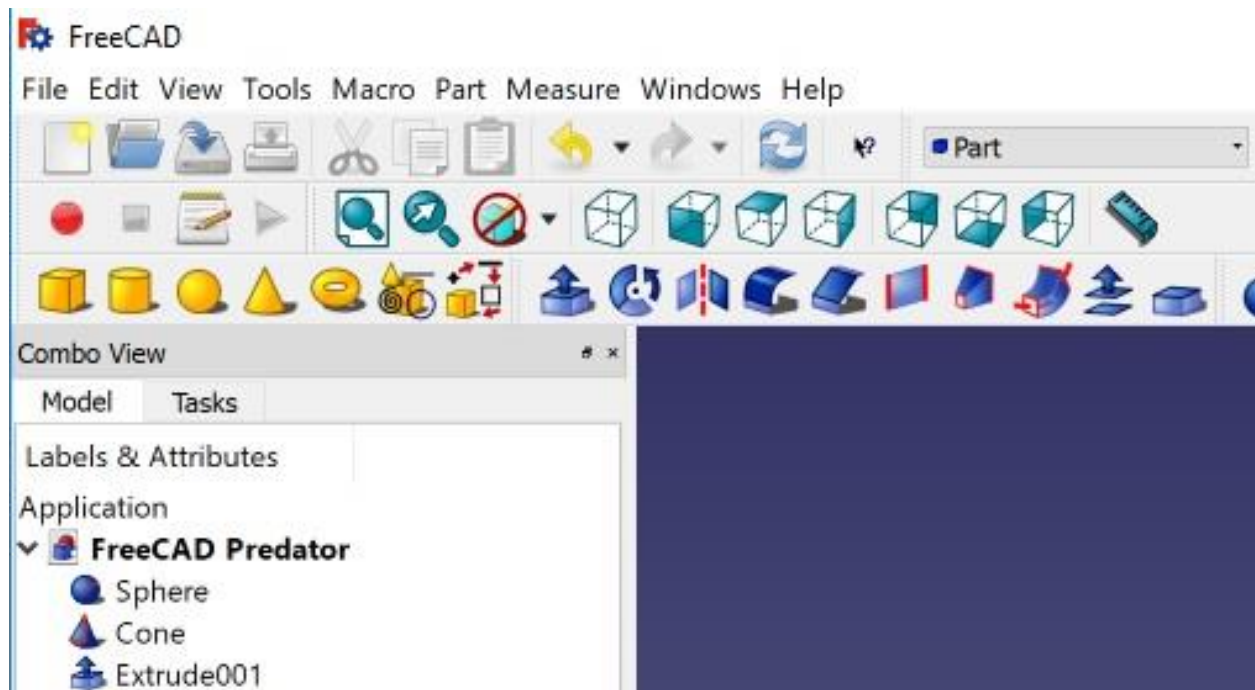 FreeCAD
File Edit View Tools Macro Part Measure Windows Help
Part
Combo View
Model Tasks
Labels & Attributes
Application
FreeCAD Predator
Sphere
Cone
Extrude001